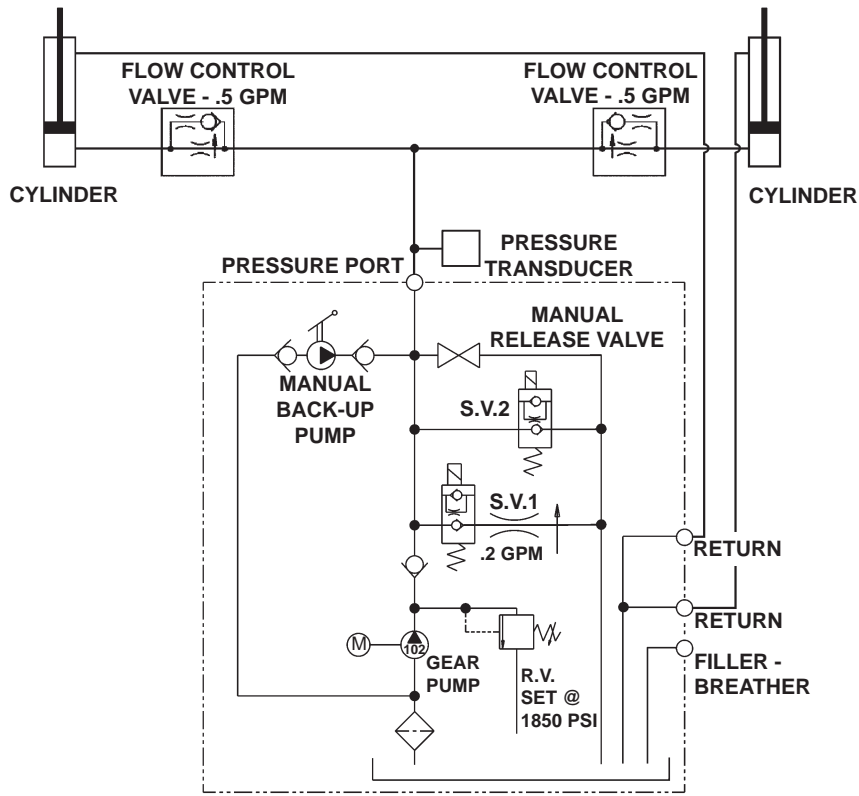 FLOW CONTROL
VALVE - .5 GPM
FLOW CONTROL
VALVE - .5 GPM
CYLINDER
CYLINDER
PRESSURE PORT
PRESSURE
TRANSDUCER
MANUAL
RELEASE VALVE
MANUAL
BACK-UP
PUMP
S.V.2
S.V.1
.2 GPM
RETURN
RETURN
M
102
GEAR
PUMP
R.V.
SET @
1850 PSI
FILLER -
BREATHER